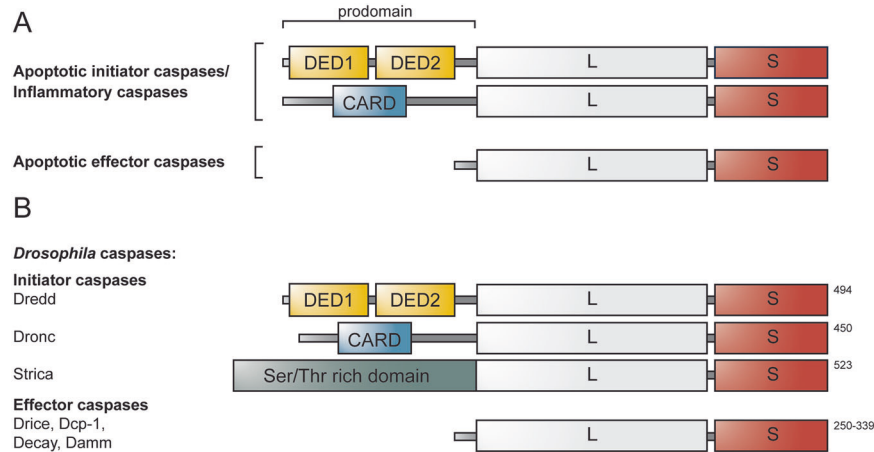 A
prodomain
Apoptotic initiator caspases/
Inflammatory caspases
DED1 DED2 L S
CARD L S
Apoptotic effector caspases
L S
B
Drosophila caspases:
Initiator caspases
Dredd DED1 DED2 L S 494
Dronc CARD L S 450
Strica Ser/Thr rich domain L S 523
Effector caspases
Drice, Dcp-1,
Decay, Damm
L S 250-339